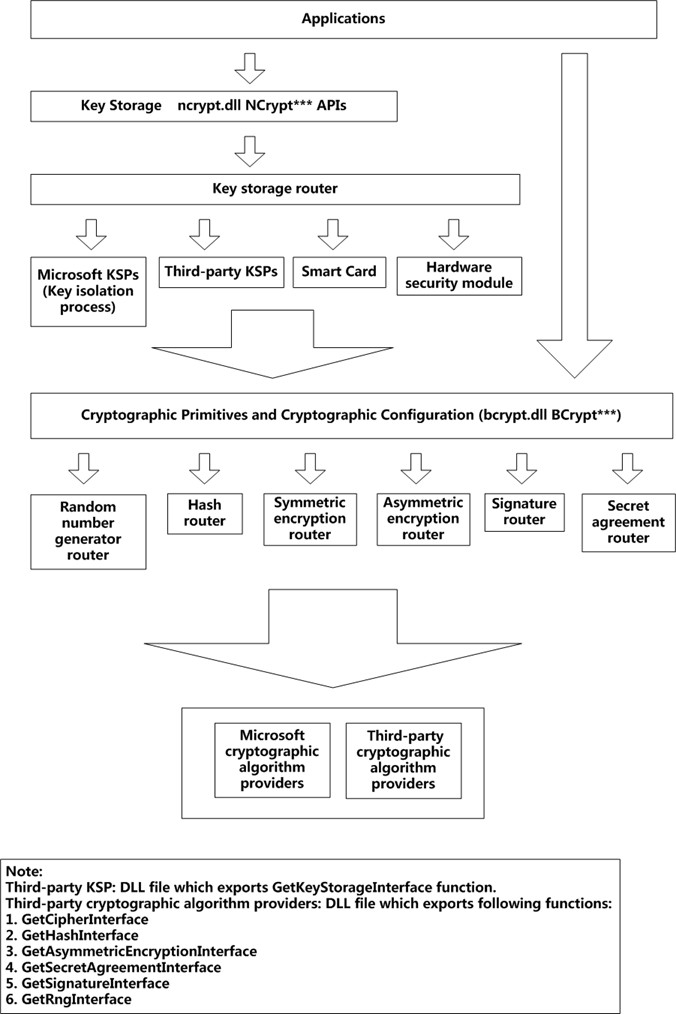 Applications
Key Storage    ncrypt.dll NCrypt*** APIs
Key storage router
Microsoft KSPs
(Key isolation
process)
Third-party KSPs
Smart Card
Hardware
security module
Cryptographic Primitives and Cryptographic Configuration (bcrypt.dll BCrypt***)
Random
number
generator
router
Hash
router
Symmetric
encryption
router
Asymmetric
encryption
router
Signature
router
Secret
agreement
router
Microsoft
cryptographic
algorithm
providers
Third-party
cryptographic
algorithm
providers
Note:
Third-party KSP: DLL file which exports GetKeyStorageInterface function.
Third-party cryptographic algorithm providers: DLL file which exports following functions:
1. GetCipherInterface
2. GetHashInterface
3. GetAsymmetricEncryptionInterface
4. GetSecretAgreementInterface
5. GetSignatureInterface
6. GetRngInterface